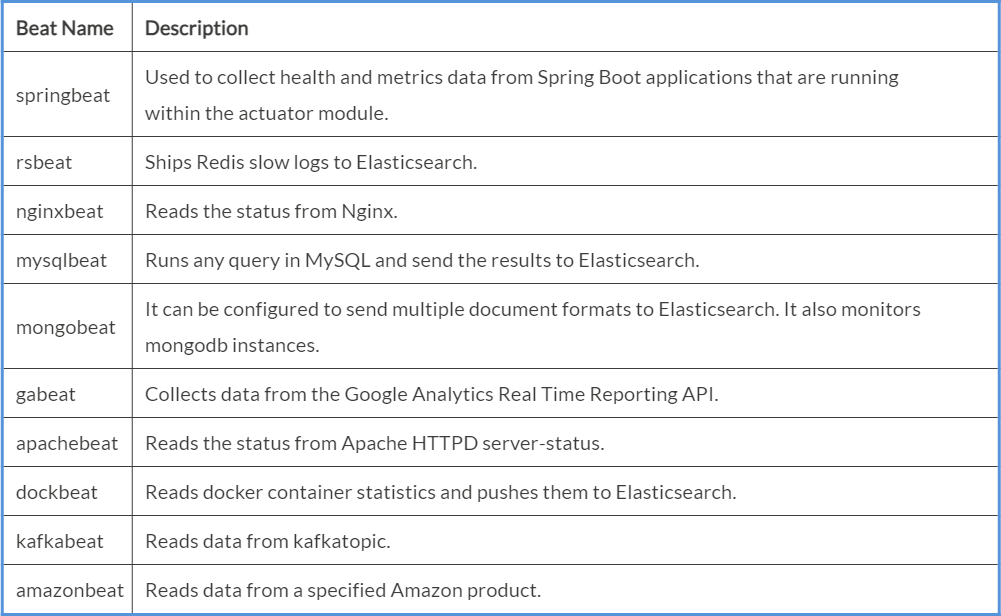 Beat Name Description
springbeat Used to collect health and metrics data from Spring Boot applications that are running
within the actuator module.
rsbeat Ships Redis slow logs to Elasticsearch.
nginxbeat Reads the status from Nginx.
mysqlbeat Runs any query in MySQL and send the results to Elasticsearch.
mongobeat It can be configured to send multiple document formats to Elasticsearch. It also monitors
mongodb instances.
gabeat Collects data from the Google Analytics Real Time Reporting API.
apachebeat Reads the status from Apache HTTPD server-status.
dockbeat Reads docker container statistics and pushes them to Elasticsearch.
kafkabeat Reads data from kafkatopic.
amazonbeat Reads data from a specified Amazon product.